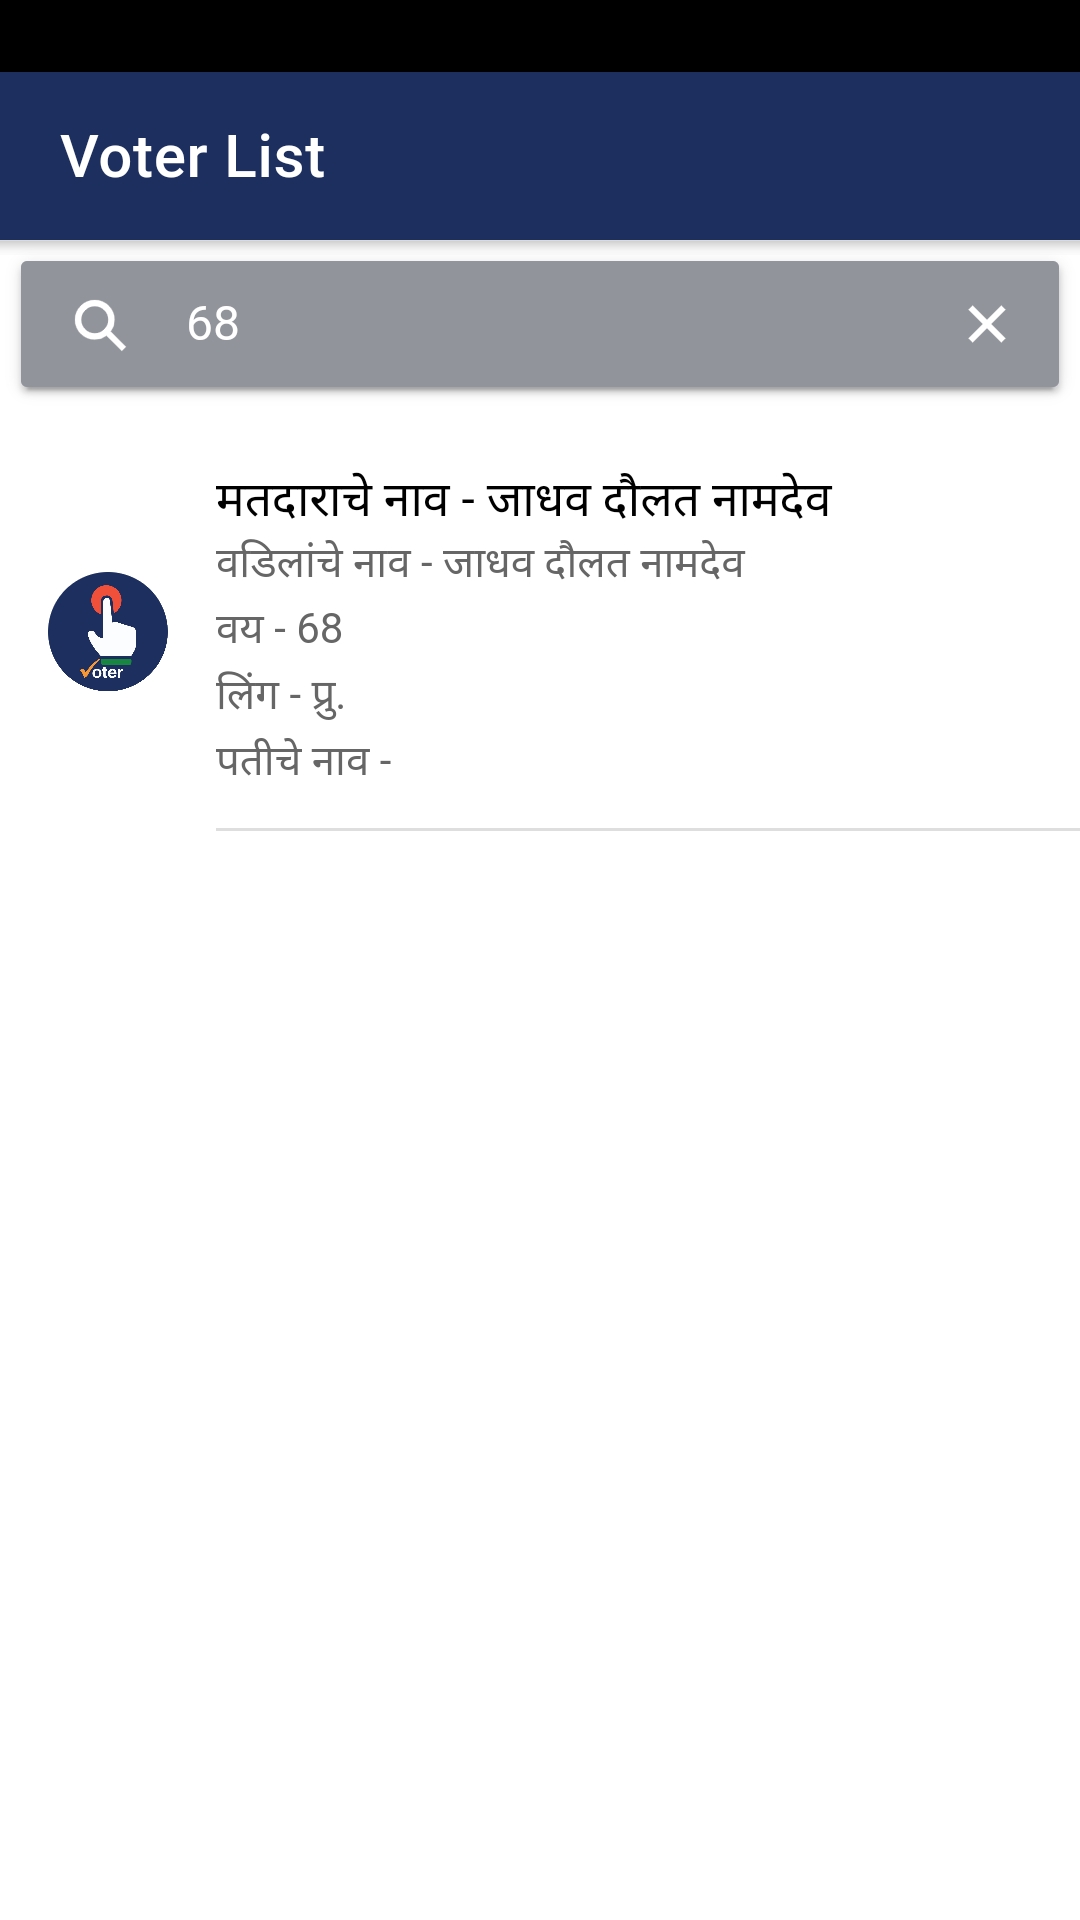 Voter List
68
मतदाराचे नाव - जाधव दौलत नामदेव
वडिलांचे नाव - जाधव दौलत नामदेव
वय - 68
लिंग - प्रु.
पतीचे नाव -
Voter